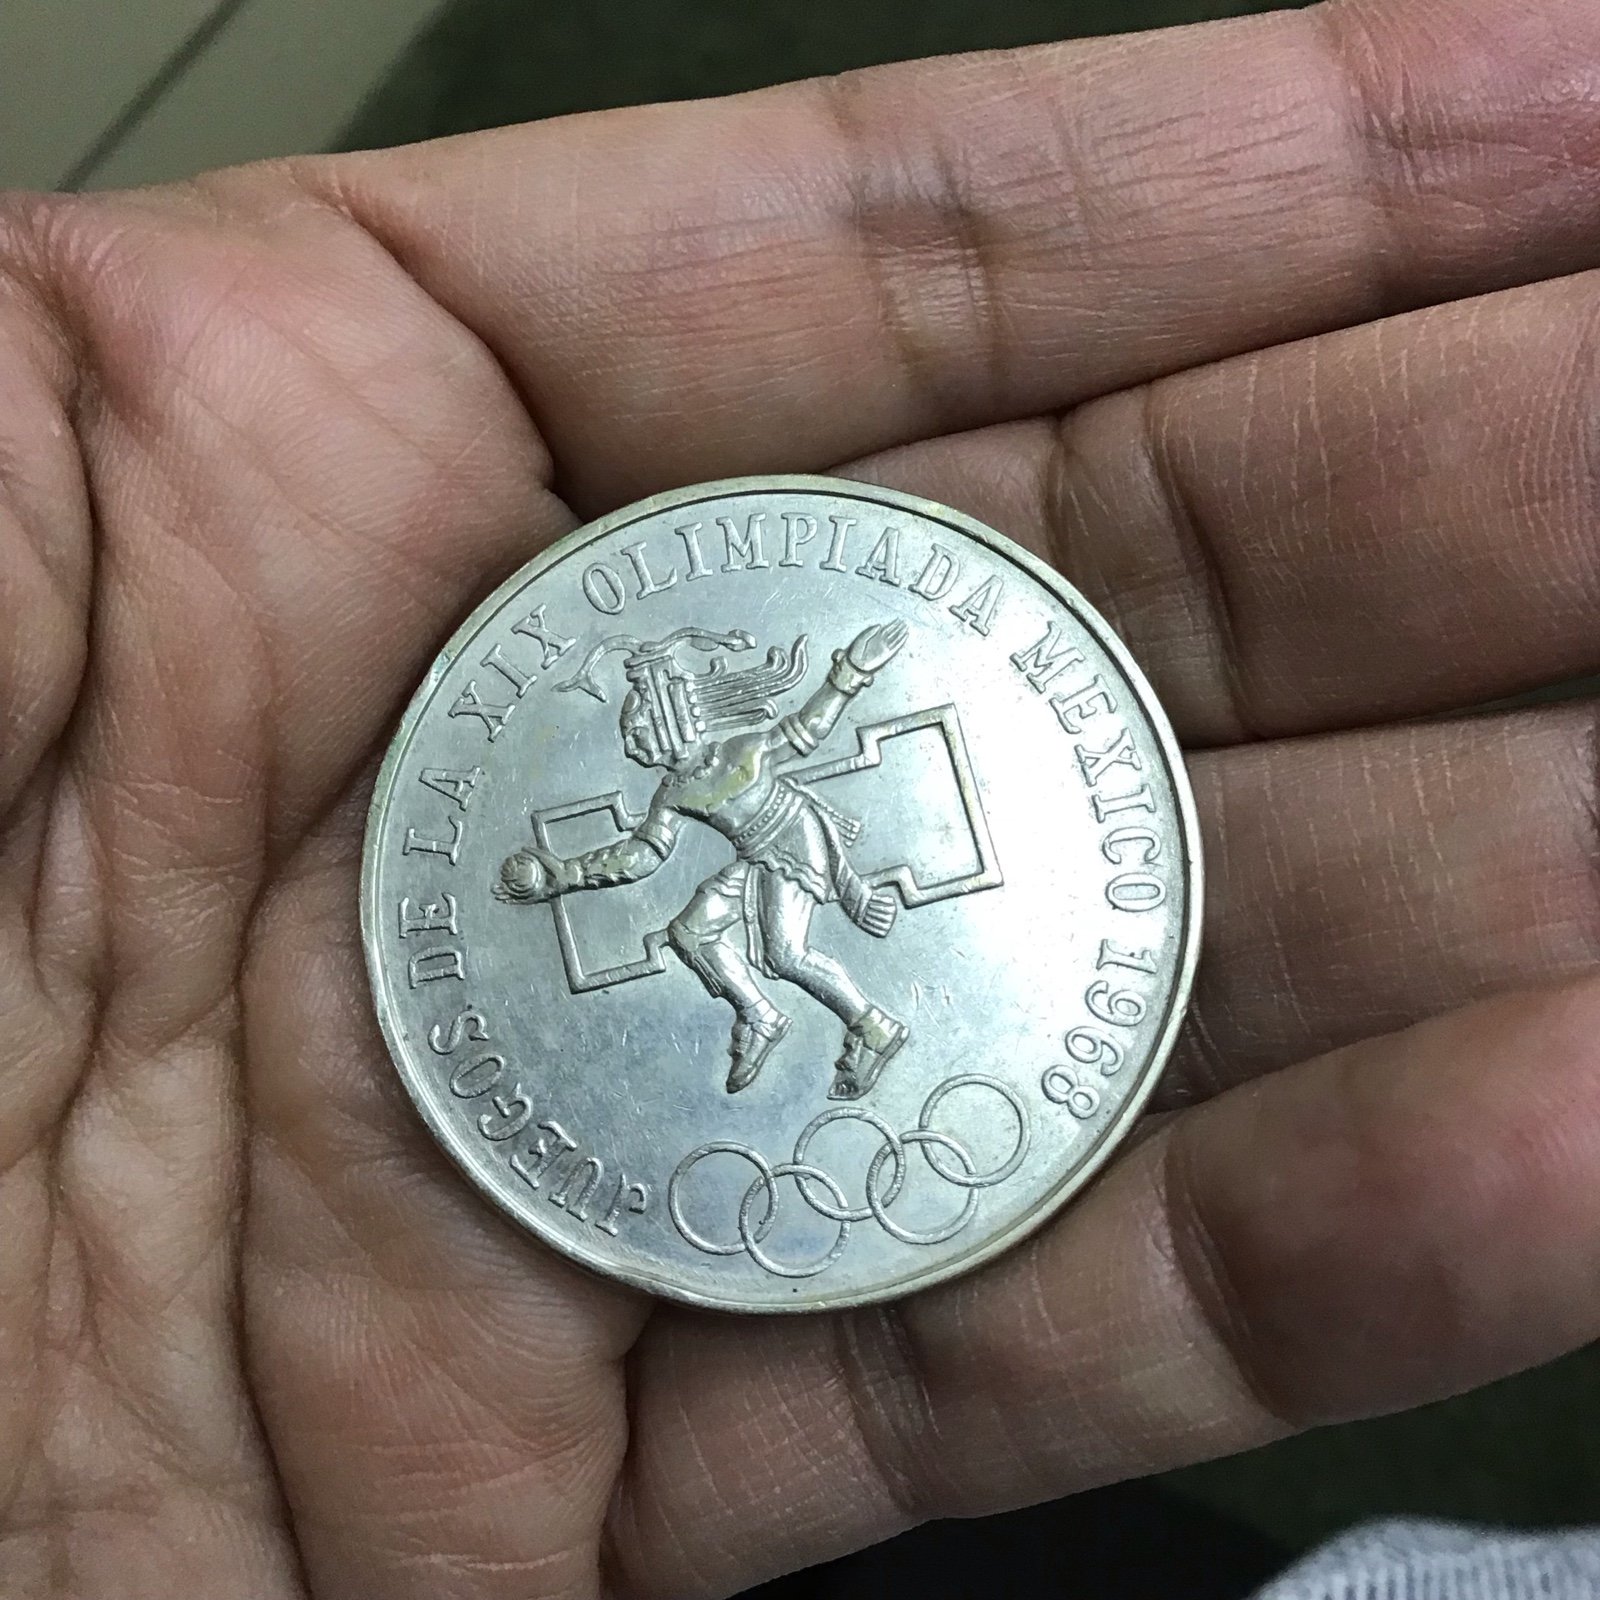 JUEGOS DE LA XIX OLIMPIADA MEXICO 1968